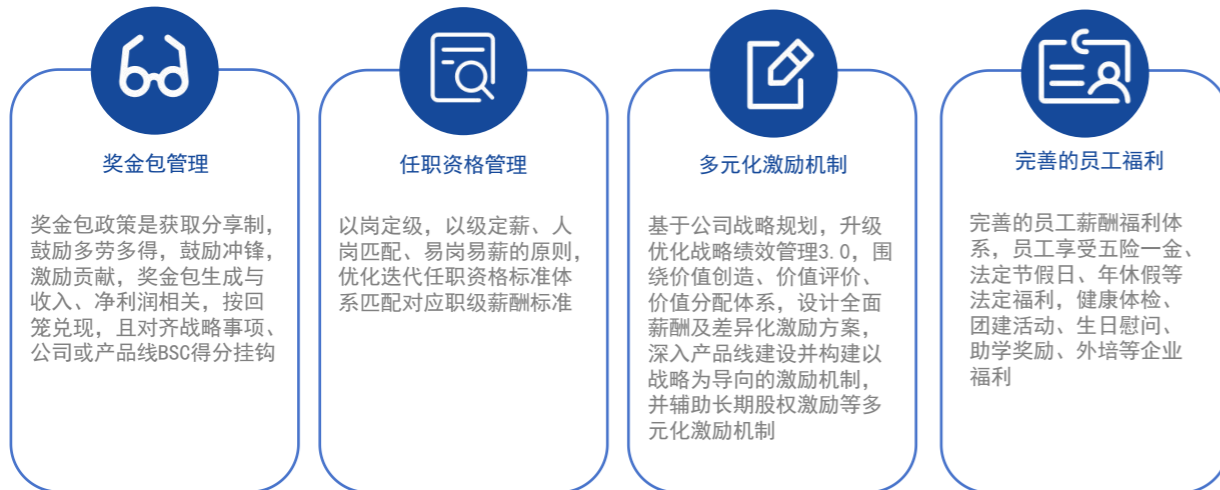 奖金包管理
奖金包政策是获取分享制，
鼓励多劳多得，鼓励冲锋，
激励贡献，奖金包生成与
收入、净利润相关，按回
笼兑现，且对齐战略事项、
公司或产品线BSC得分挂钩
任职资格管理
以岗定级，以级定薪、人
岗匹配、易岗易薪的原则，
优化迭代任职资格标准体
系匹配对应职级薪酬标准
多元化激励机制
基于公司战略规划，升级
优化战略绩效管理3.0，围
绕价值创造、价值评价、
价值分配体系，设计全面
薪酬及差异化激励方案，
深入产品线建设并构建以
战略为导向的激励机制，
并辅助长期股权激励等多
元化激励机制
完善的员工福利
完善的员工薪酬福利体
系，员工享受五险一金、
法定节假日、年休假等
法定福利，健康体检、
团建活动、生日慰问、
助学奖励、外培等企业
福利